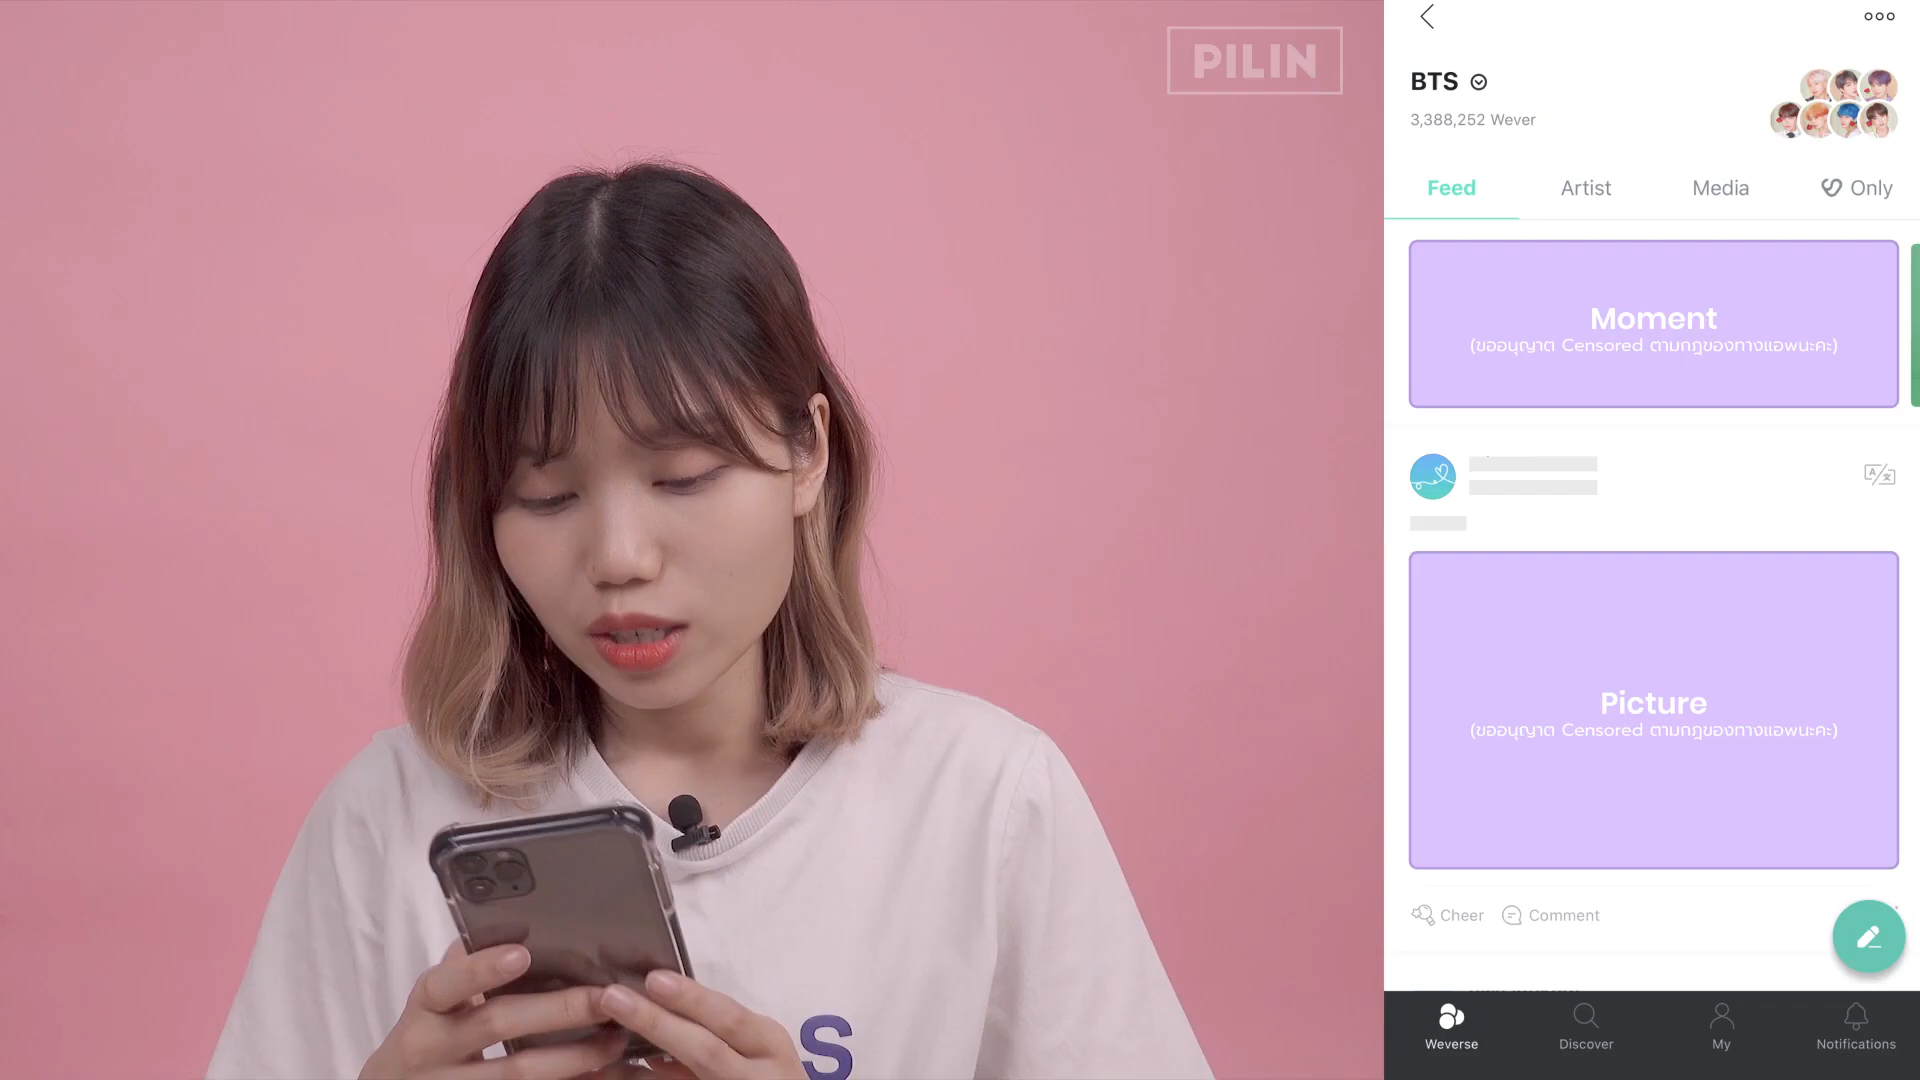 PILIN
S
BTS
3,388,252 Wever
Feed
Artist
Media
Only
Moment
(ขออนุญาต Censored ตามกฎของทางแอพนะคะ)
Picture
(ขออนุญาต Censored ตามกฎของทางแอพนะคะ)
Cheer
Comment
Weverse
Discover
My
Notifications